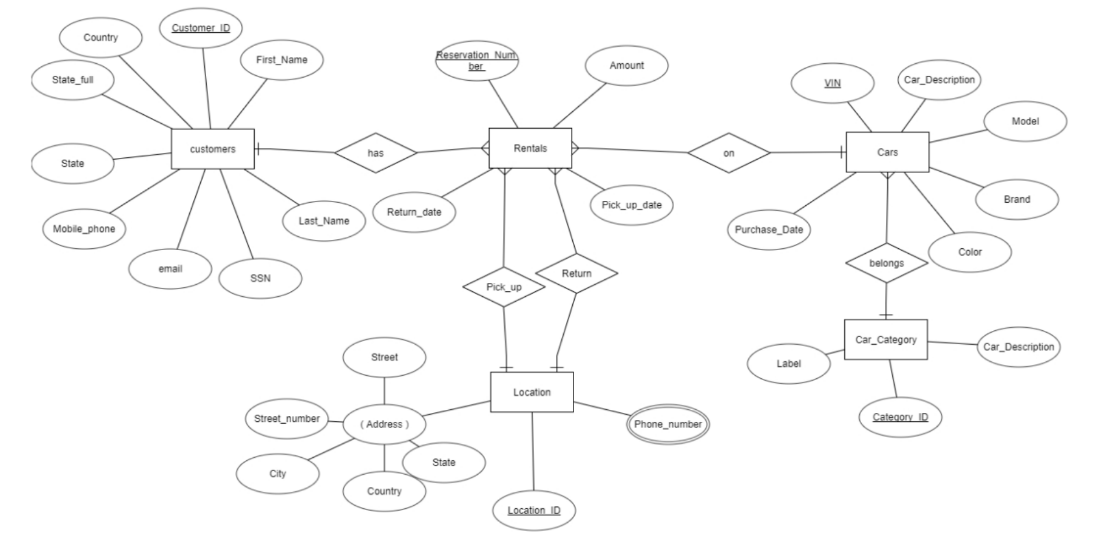 Customer_ID
Country
First_Name
State_full
customers
State
Mobile_phone
email
SSN
Last_Name
has
Reservation_Num
ber
Amount
Rentals
Return_date
Pick_up_date
on
VIN
Car_Description
Model
Cars
Brand
Purchase_Date
Color
belongs
Pick_up
Return
Car_Category
Label
Car_Description
Category_ID
Location
Street
Street_number
( Address )
City
Country
State
Phone_number
Location_ID